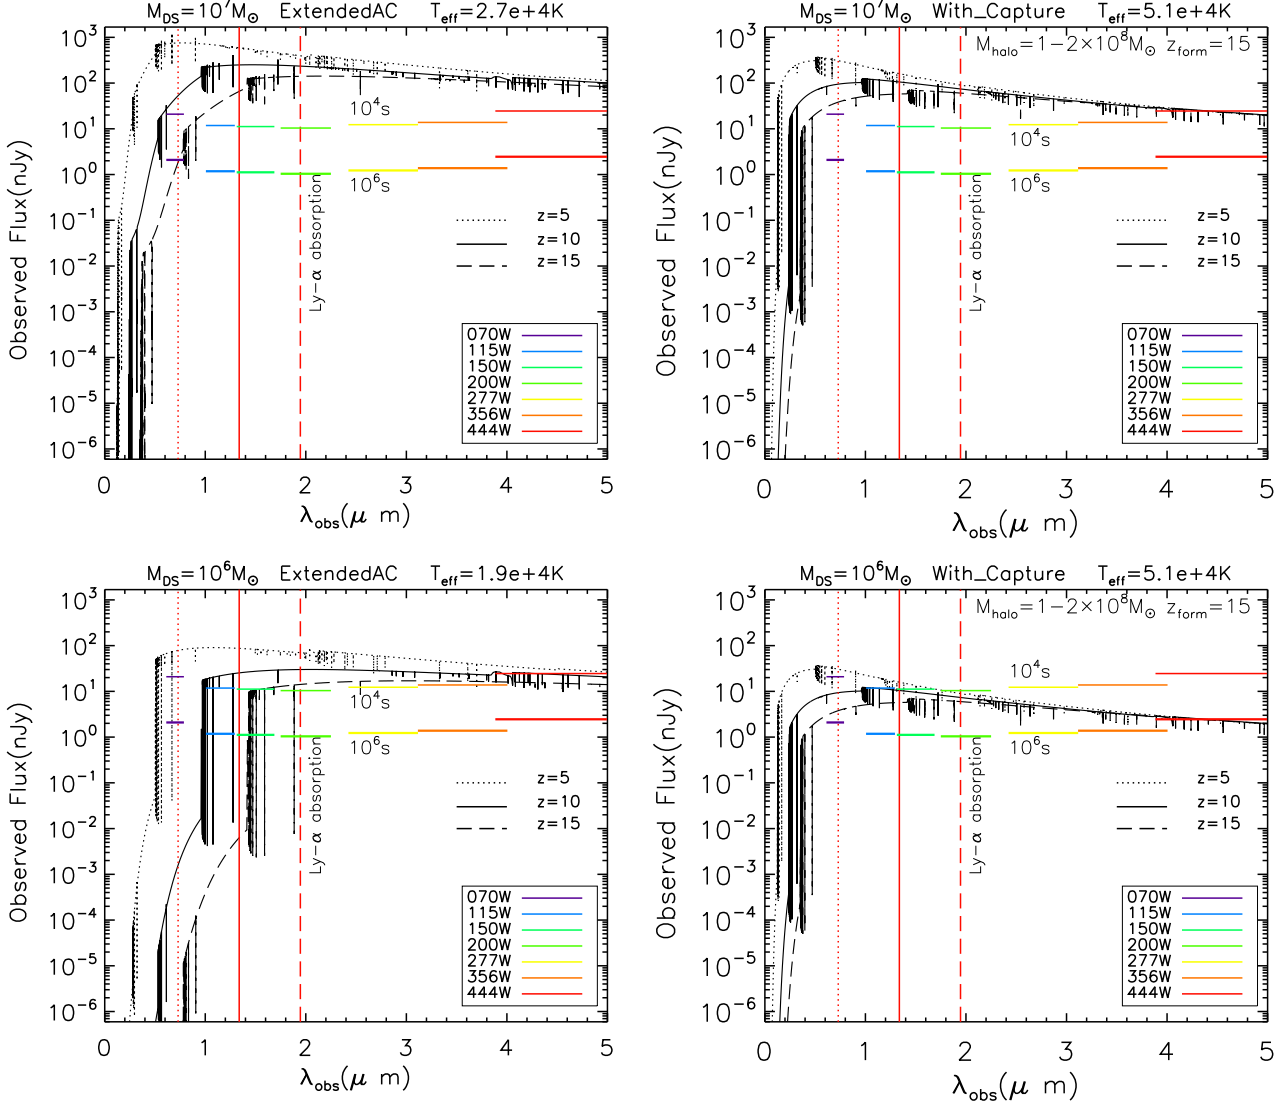 M_DS=10^7M_⊙ ExtendedAC T_eff=2.7e+4K
Observed Flux(nJy)
10^3
10^2
10^1
10^0
10^-1
10^-2
10^-3
10^-4
10^-5
10^-6
10^4s
10^6s
Ly-α absorption
z=5
z=10
z=15
070W
115W
150W
200W
277W
356W
444W
0 1 2 3 4 5
λ_obs(μ m)
M_DS=10^7M_⊙ With_Capture T_eff=5.1e+4K
M_halo=1-2×10^8M_⊙ z_form=15
Observed Flux(nJy)
10^3
10^2
10^1
10^0
10^-1
10^-2
10^-3
10^-4
10^-5
10^-6
10^4s
10^6s
Ly-α absorption
z=5
z=10
z=15
070W
115W
150W
200W
277W
356W
444W
0 1 2 3 4 5
λ_obs(μ m)
M_DS=10^6M_⊙ ExtendedAC T_eff=1.9e+4K
Observed Flux(nJy)
10^3
10^2
10^1
10^0
10^-1
10^-2
10^-3
10^-4
10^-5
10^-6
10^4s
10^6s
Ly-α absorption
z=5
z=10
z=15
070W
115W
150W
200W
277W
356W
444W
0 1 2 3 4 5
λ_obs(μ m)
M_DS=10^6M_⊙ With_Capture T_eff=5.1e+4K
M_halo=1-2×10^8M_⊙ z_form=15
Observed Flux(nJy)
10^3
10^2
10^1
10^0
10^-1
10^-2
10^-3
10^-4
10^-5
10^-6
10^4s
10^6s
Ly-α absorption
z=5
z=10
z=15
070W
115W
150W
200W
277W
356W
444W
0 1 2 3 4 5
λ_obs(μ m)